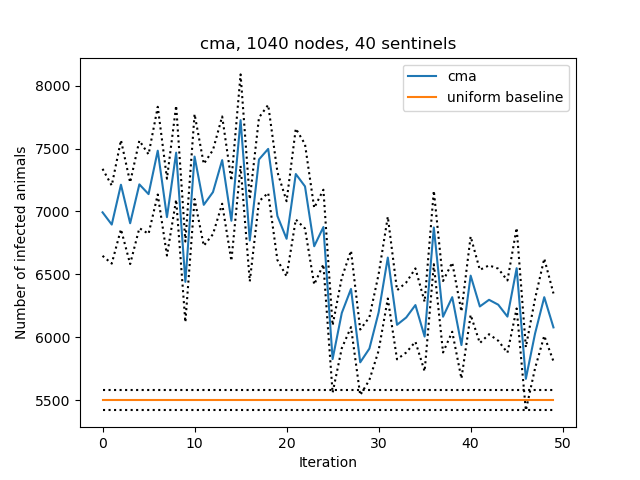 cma, 1040 nodes, 40 sentinels
cma
uniform baseline
Number of infected animals
8000
7500
7000
6500
6000
5500
0 10 20 30 40 50
Iteration